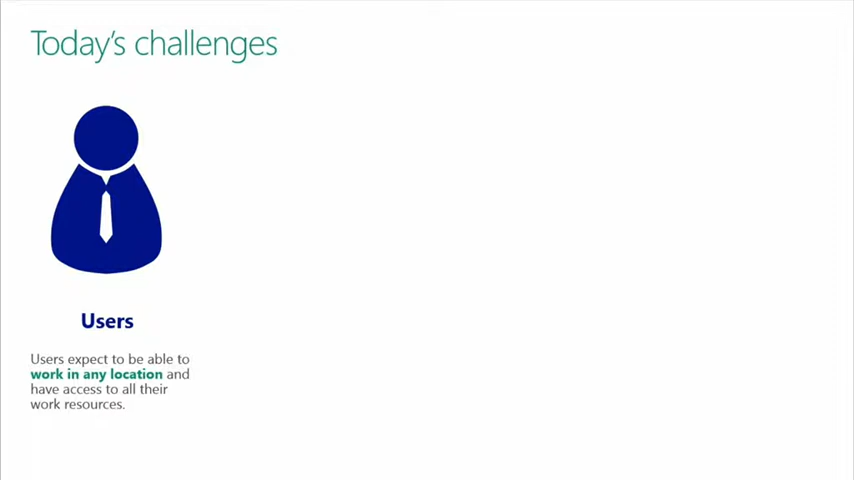 Today's challenges
Users
Users expect to be able to
work in any location and
have access to all their
work resources.